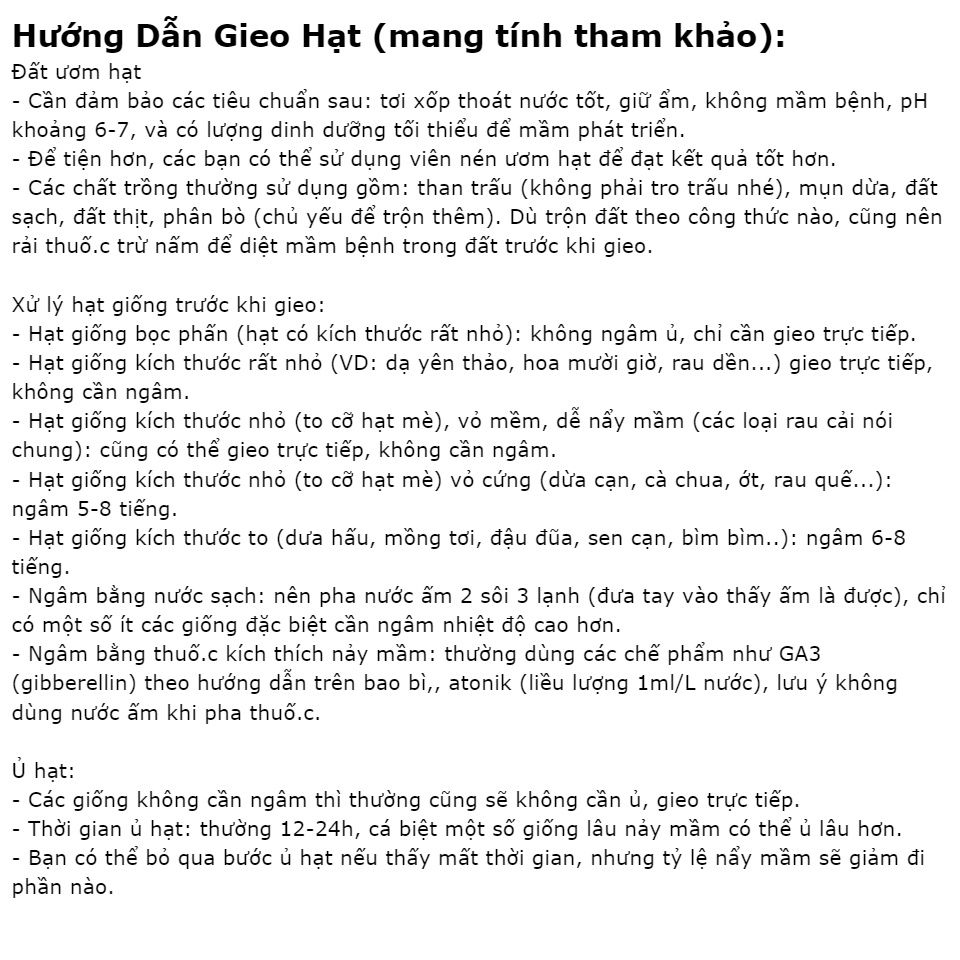 Hướng Dẫn Gieo Hạt (mang tính tham khảo):
Đất ươm hạt
- Cần đảm bảo các tiêu chuẩn sau: tơi xốp thoát nước tốt, giữ ẩm, không mầm bệnh, pH
khoảng 6-7, và có lượng dinh dưỡng tối thiểu để mầm phát triển.
- Để tiện hơn, các bạn có thể sử dụng viên nén ươm hạt để đạt kết quả tốt hơn.
- Các chất trồng thường sử dụng gồm: than trấu (không phải tro trấu nhé), mụn dừa, đất
sạch, đất thịt, phân bò (chủ yếu để trộn thêm). Dù trộn đất theo công thức nào, cũng nên
rải thuố.c trừ nấm để diệt mầm bệnh trong đất trước khi gieo.
Xử lý hạt giống trước khi gieo:
- Hạt giống bọc phấn (hạt có kích thước rất nhỏ): không ngâm ủ, chỉ cần gieo trực tiếp.
- Hạt giống kích thước rất nhỏ (VD: dạ yên thảo, hoa mười giờ, rau dền...) gieo trực tiếp,
không cần ngâm.
- Hạt giống kích thước nhỏ (to cỡ hạt mè), vỏ mềm, dễ nẩy mầm (các loại rau cải nói
chung): cũng có thể gieo trực tiếp, không cần ngâm.
- Hạt giống kích thước nhỏ (to cỡ hạt mè) vỏ cứng (dừa cạn, cà chua, ớt, rau quế...):
ngâm 5-8 tiếng.
- Hạt giống kích thước to (dưa hấu, mồng tơi, đậu đũa, sen cạn, bìm bìm..): ngâm 6-8
tiếng.
- Ngâm bằng nước sạch: nên pha nước ấm 2 sôi 3 lạnh (đưa tay vào thấy ấm là được), chỉ
có một số ít các giống đặc biệt cần ngâm nhiệt độ cao hơn.
- Ngâm bằng thuố.c kích thích nảy mầm: thường dùng các chế phẩm như GA3
(gibberellin) theo hướng dẫn trên bao bì,, atonik (liều lượng 1ml/L nước), lưu ý không
dùng nước ấm khi pha thuố.c.
Ủ hạt:
- Các giống không cần ngâm thì thường cũng sẽ không cần ủ, gieo trực tiếp.
- Thời gian ủ hạt: thường 12-24h, cá biệt một số giống lâu nảy mầm có thể ủ lâu hơn.
- Bạn có thể bỏ qua bước ủ hạt nếu thấy mất thời gian, nhưng tỷ lệ nẩy mầm sẽ giảm đi
phần nào.